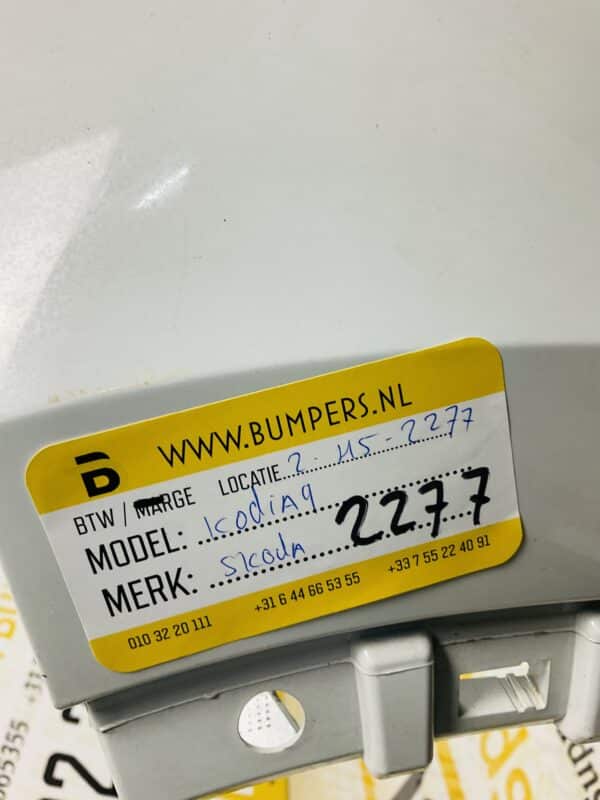 WWW.BUMPERS.NL
BTW / MARGE LOCATIE 2. H5-2277
MODEL: Kodiaq
MERK: Skoda 2277
010 32 20 111 +31 6 44 66 53 55 +33 7 55 22 40 91